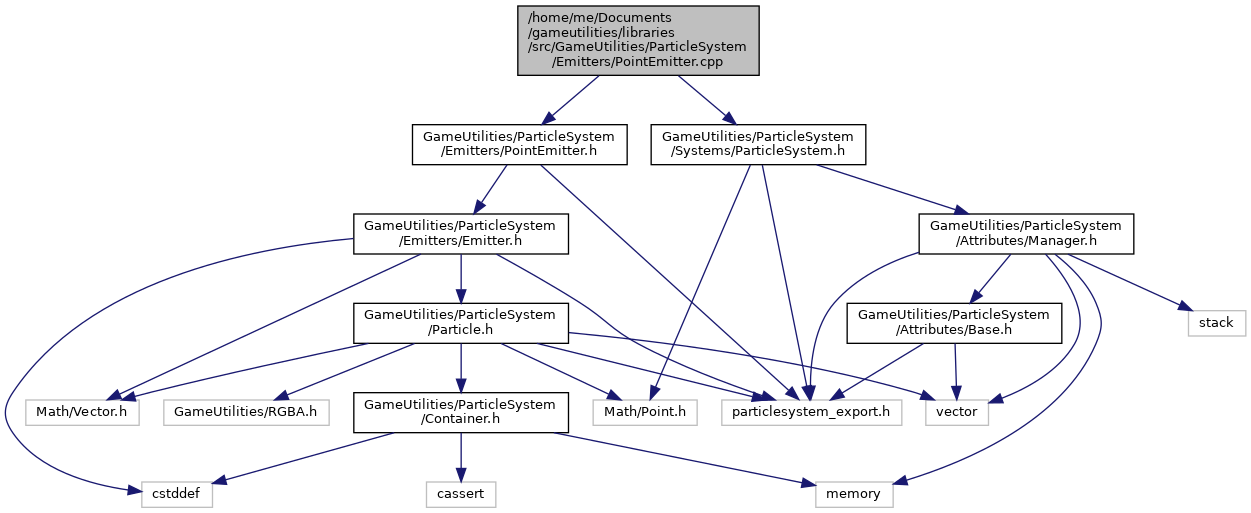 /home/me/Documents
/gameutilities/libraries
/src/GameUtilities/ParticleSystem
/Emitters/PointEmitter.cpp
GameUtilities/ParticleSystem
/Emitters/PointEmitter.h
GameUtilities/ParticleSystem
/Systems/ParticleSystem.h
GameUtilities/ParticleSystem
/Emitters/Emitter.h
GameUtilities/ParticleSystem
/Attributes/Manager.h
GameUtilities/ParticleSystem
/Particle.h
GameUtilities/ParticleSystem
/Attributes/Base.h
stack
Math/Vector.h
GameUtilities/RGBA.h
GameUtilities/ParticleSystem
/Container.h
Math/Point.h
particlesystem_export.h
vector
cstddef
cassert
memory